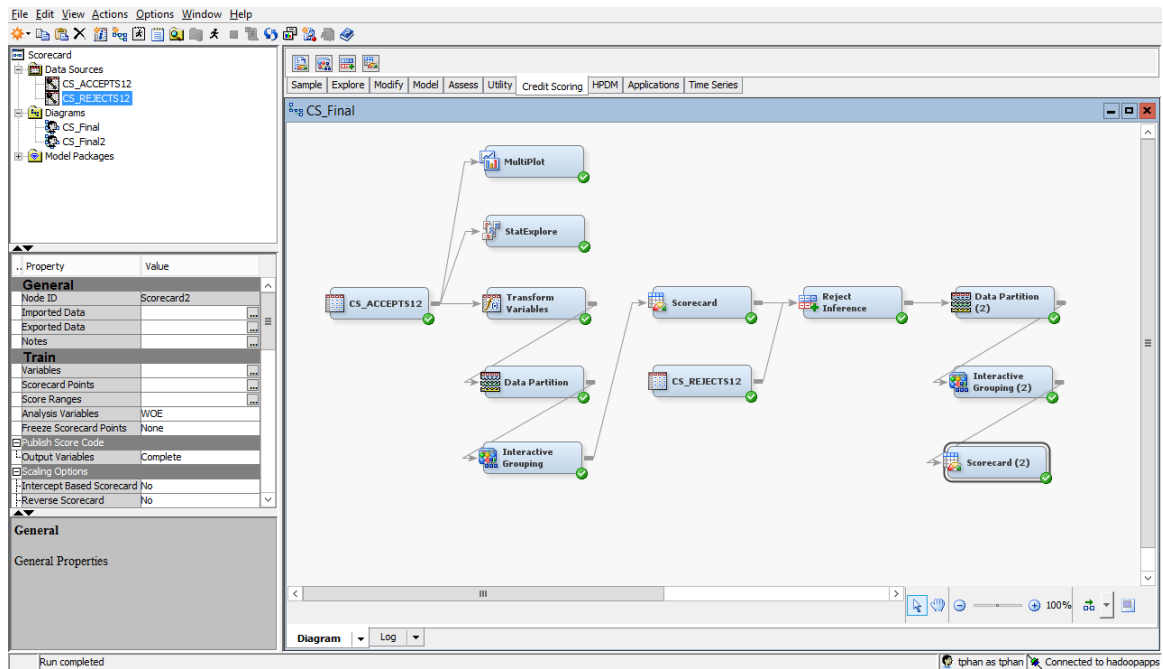 File Edit View Actions Options Window Help
Scorecard
Data Sources
CS_ACCEPTS12
CS_REJECTS12
Diagrams
CS_Final
CS_Final2
Model Packages
.. Property Value
General
Node ID Scorecard2
Imported Data ...
Exported Data ...
Notes ...
Train
Variables ...
Scorecard Points ...
Score Ranges ...
Analysis Variables WOE
Freeze Scorecard Points None
Publish Score Code
Output Variables Complete
Scaling Options
Intercept Based Scorecard No
Reverse Scorecard No
General
General Properties
Sample Explore Modify Model Assess Utility Credit Scoring HPDM Applications Time Series
CS_Final
MultiPlot
StatExplore
CS_ACCEPTS12
Transform
Variables
Scorecard
Reject
Inference
Data Partition
(2)
Data Partition
CS_REJECTS12
Interactive
Grouping (2)
Interactive
Grouping
Scorecard (2)
100%
Diagram Log
Run completed
tphan as tphan Connected to hadoopapps